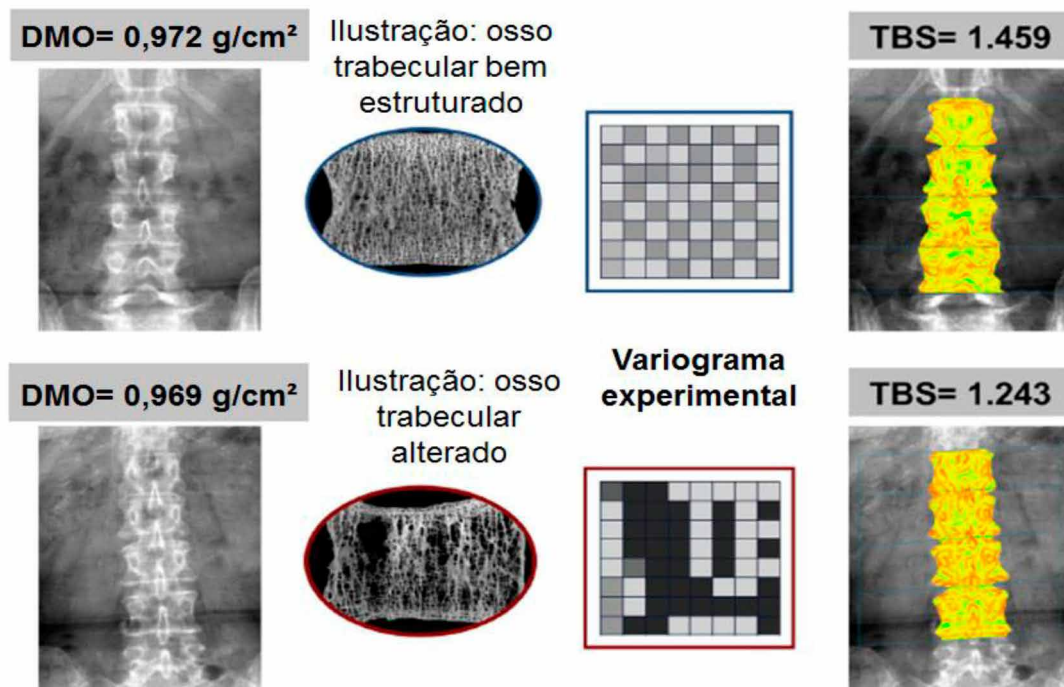 DMO= 0,972 g/cm²
Ilustração: osso
trabecular bem
estruturado
TBS= 1.459
DMO= 0,969 g/cm²
Ilustração: osso
trabecular
alterado
Variograma
experimental
TBS= 1.243